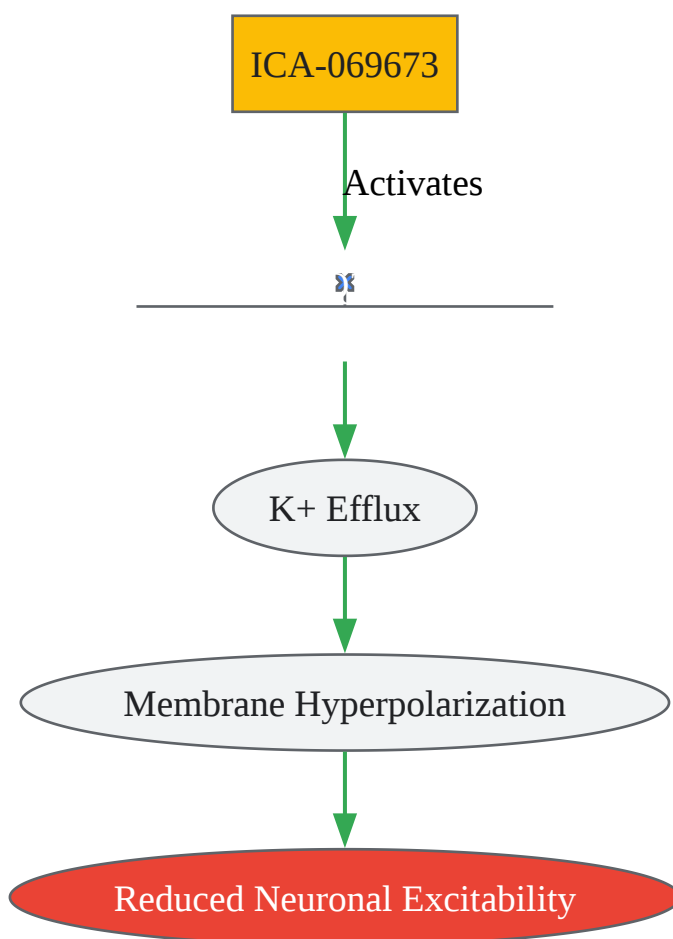 ICA-069673
Activates
K+ Efflux
Membrane Hyperpolarization
Reduced Neuronal Excitability